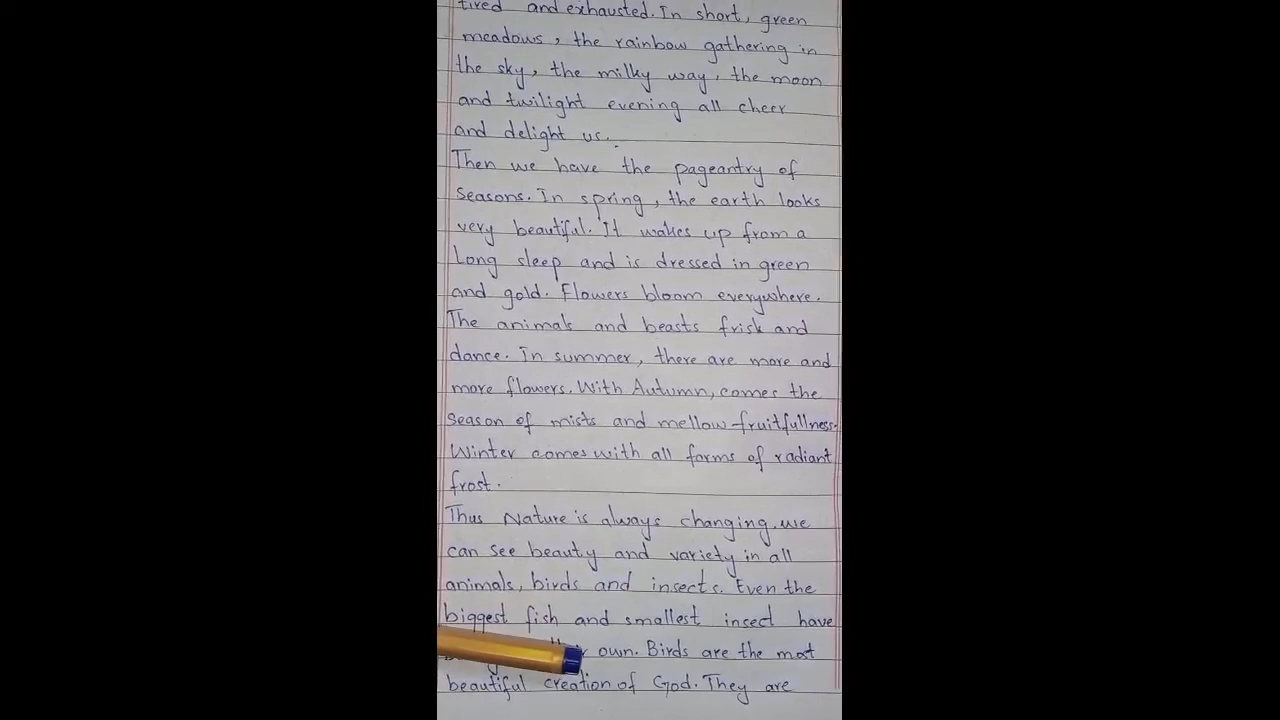 tired and exhausted. In short, green
meadows, the rainbow gathering in
the sky, the milky way, the moon
and twilight evening all cheer
and delight us.
Then we have the pageantry of
seasons. In spring, the earth looks
very beautiful. It wakes up from a
Long sleep and is dressed in green
and gold. Flowers bloom everywhere.
The animals and beasts frisk and
dance. In summer, there are more and
more flowers. With Autumn, comes the
season of mists and mellow-fruitfullness.
Winter comes with all forms of radiant
frost.
Thus Nature is always changing. we
can see beauty and variety in all
animals, birds and insects. Even the
biggest fish and smallest insect have
own. Birds are the mo
beautiful creation of God. They are